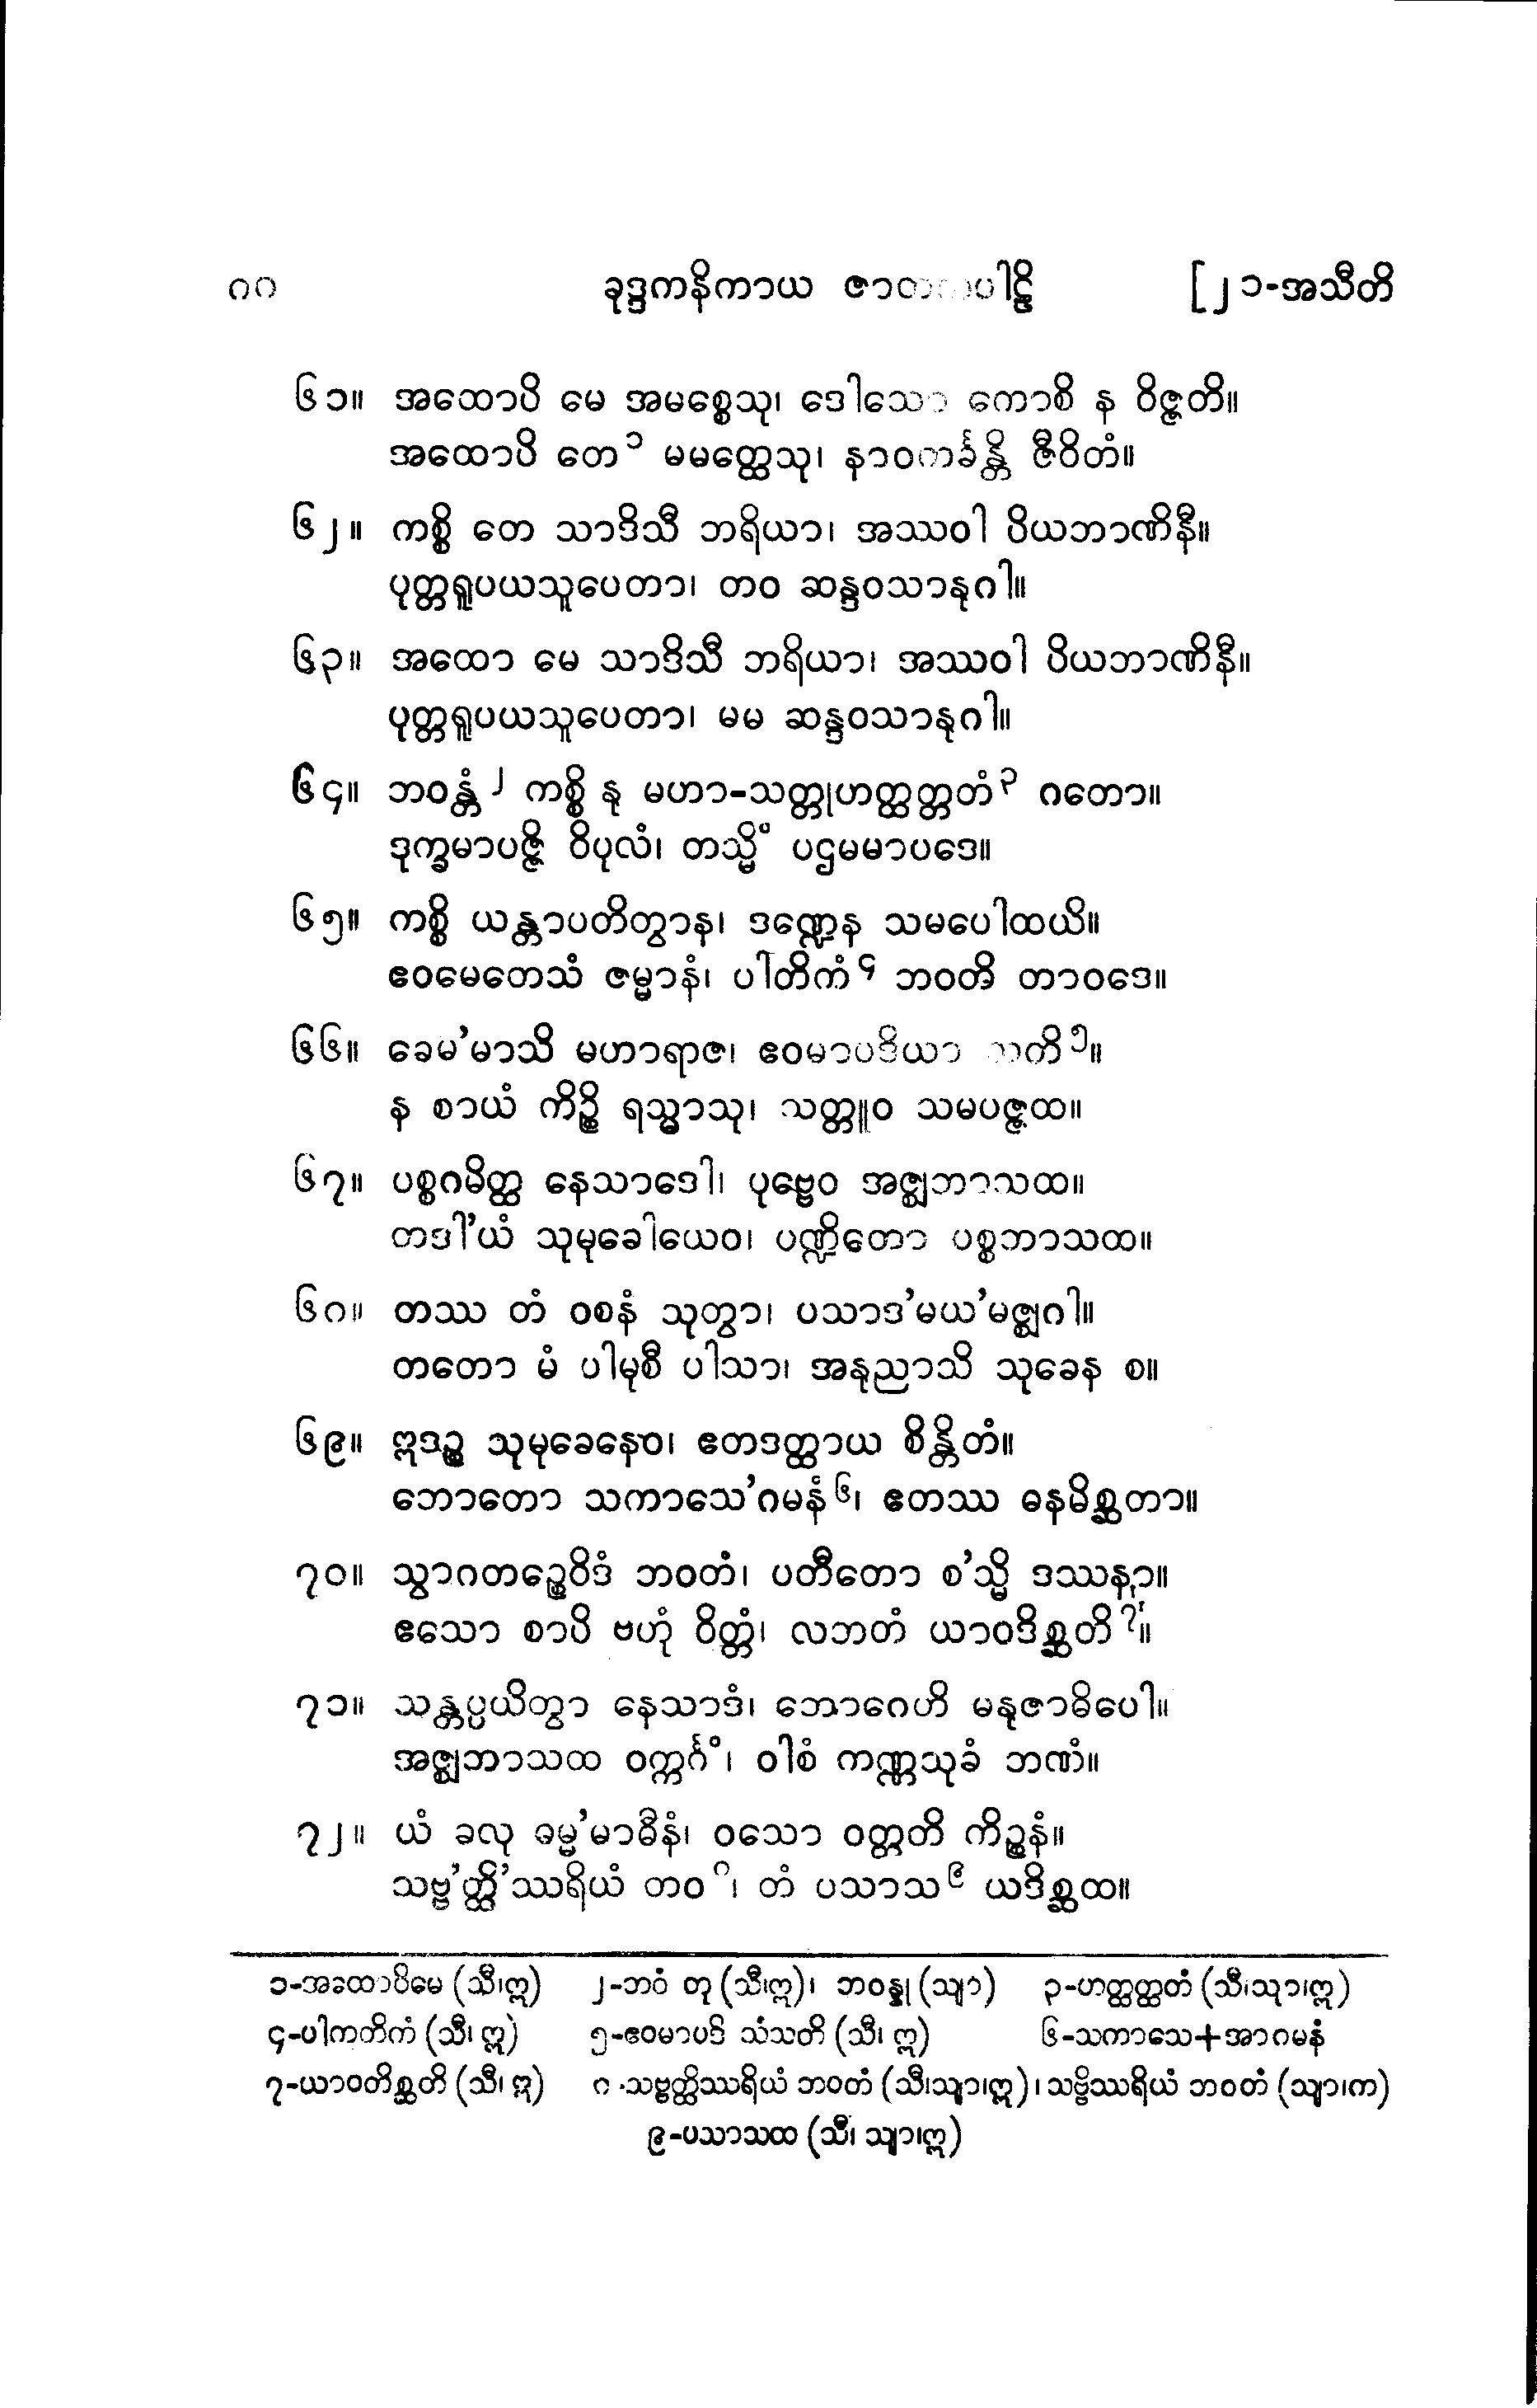 ၈၈ ခုဒ္ဒကနိကာယ [၂၁-အသီတိ
၆၁။ အထောပိ မေ အမစ္စေသု၊ ဒေါသော ကောစိ န ဝိဇ္ဇတိ။
အထောပိ တေ ၁ မမတ္ထေသု၊ နာဝကင်္ခန္တိ ဇီဝိတံ။
၆၂။ ကစ္စိ တေ သာဒိသီ ဘရိယာ၊ အဿဝါ ပိယဘာဏိနီ။
ပုတ္တရူပယသူပေတာ၊ တဝ ဆန္ဒဝသာနုဂါ။
၆၃။ အထော မေ သာဒိသီ ဘရိယာ၊ အဿဝါ ပိယဘာဏိနီ။
ပုတ္တရူပယသူပေတာ၊ မမ ဆန္ဒဝသာနုဂါ။
၆၄။ ဘဝန္တံ ၂ ကစ္စိ နု မဟာ-သတ္တုဟတ္ထတ္တတံ ၃ ဂတော။
ဒုက္ခမာပဇ္ဇိ ဝိပုလံ၊ တသ္မိံ ပဌမမာပဒေ။
၆၅။ ကစ္စိ ယန္တာပတိတွာန၊ ဒဏ္ဍေန သမပေါထယိ။
ဧဝမေတေသံ ဇမ္မာနံ၊ ပါတိကံ ၄ ဘဝတိ တာဝဒေ။
၆၆။ ခေမ'မာသိ မဟာရာဇ၊ ဧဝမာပဒိယာ သတိ ၅။
န စာယံ ကိဉ္စိ ရသ္မာသု၊ သတ္တူဝ သမပဇ္ဇထ။
၆၇။ ပစ္စဂမိတ္ထ နေသာဒေါ၊ ပုဗ္ဗေဝ အဇ္ဈဘာသထ။
တဒါ'ယံ သုမုခေါယေဝ၊ ပဏ္ဍိတော ပစ္စဘာသထ။
၆၈။ တဿ တံ ဝစနံ သုတွာ၊ ပသာဒ'မယ'မဇ္ဈဂါ။
တတော မံ ပါမုစီ ပါသာ၊ အနုညာသိ သုခေန စ။
၆၉။ ဣဒဉ္စ သုမုခေနေဝ၊ ဧတဒတ္ထာယ စိန္တိတံ။
ဘောတော သကာသေ'ဂမနံ ၆၊ ဧတဿ ဓနမိစ္ဆတာ။
၇၀။ သွာဂတဉ္စေဝိဒံ ဘဝတံ၊ ပတီတော စ'သ္မိ ဒဿနာ။
ဧသော စာပိ ဗဟုံ ဝိတ္တံ၊ လဘတံ ယာဝဒိစ္ဆတိ ၇။
၇၁။ သန္တပ္ပယိတွာ နေသာဒံ၊ ဘောဂေဟိ မနုဇာဓိပေါ။
အဇ္ဈဘာသထ ဝက္ကင်္ဂံ၊ ဝါစံ ကဏ္ဏသုခံ ဘဏံ။
၇၂။ ယံ ခလု ဓမ္မ'မာဓီနံ၊ ဝသော ဝတ္တတိ ကိဉ္စနံ။
သဗ္ဗ'တ္ထိ'ဿရိယံ တဝ ၈၊ တံ ပသာသ ၉ ယဒိစ္ဆထ။
၁-အထောပိမေ (သီ၊ဣ) ၂-ဘဝံ တု (သီ၊ဣ)၊ ဘဝန္နု (သျာ) ၃-ဟတ္ထတ္ထတံ (သီ၊သျာ၊ဣ)
၄-ပါကတိကံ (သီ၊ ဣ) ၅-ဧဝမာပဒိ သံသတိ (သီ၊ ဣ) ၆-သကာသေ+အာဂမနံ
၇-ယာဝတိစ္ဆတိ (သီ၊ ဣ) ၈-သဗ္ဗတ္ထိဿရိယံ ဘဝတံ (သီ၊သျာ၊ဣ)၊ သဗ္ဗိဿရိယံ ဘဝတံ (သျာ၊က)
၉-ပသာသထ (သီ၊ သျာ၊ဣ)